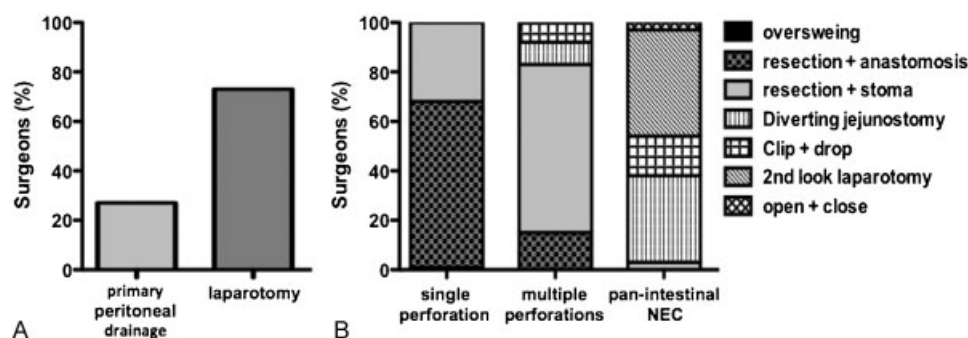 100
80
60
40
20
0
Surgeons (%)
primary
peritoneal
drainage
laparotomy
A
100
80
60
40
20
0
Surgeons (%)
single
perforation
multiple
perforations
pan-intestinal
NEC
B
oversweing
resection + anastomosis
resection + stoma
Diverting jejunostomy
Clip + drop
2nd look laparotomy
open + close